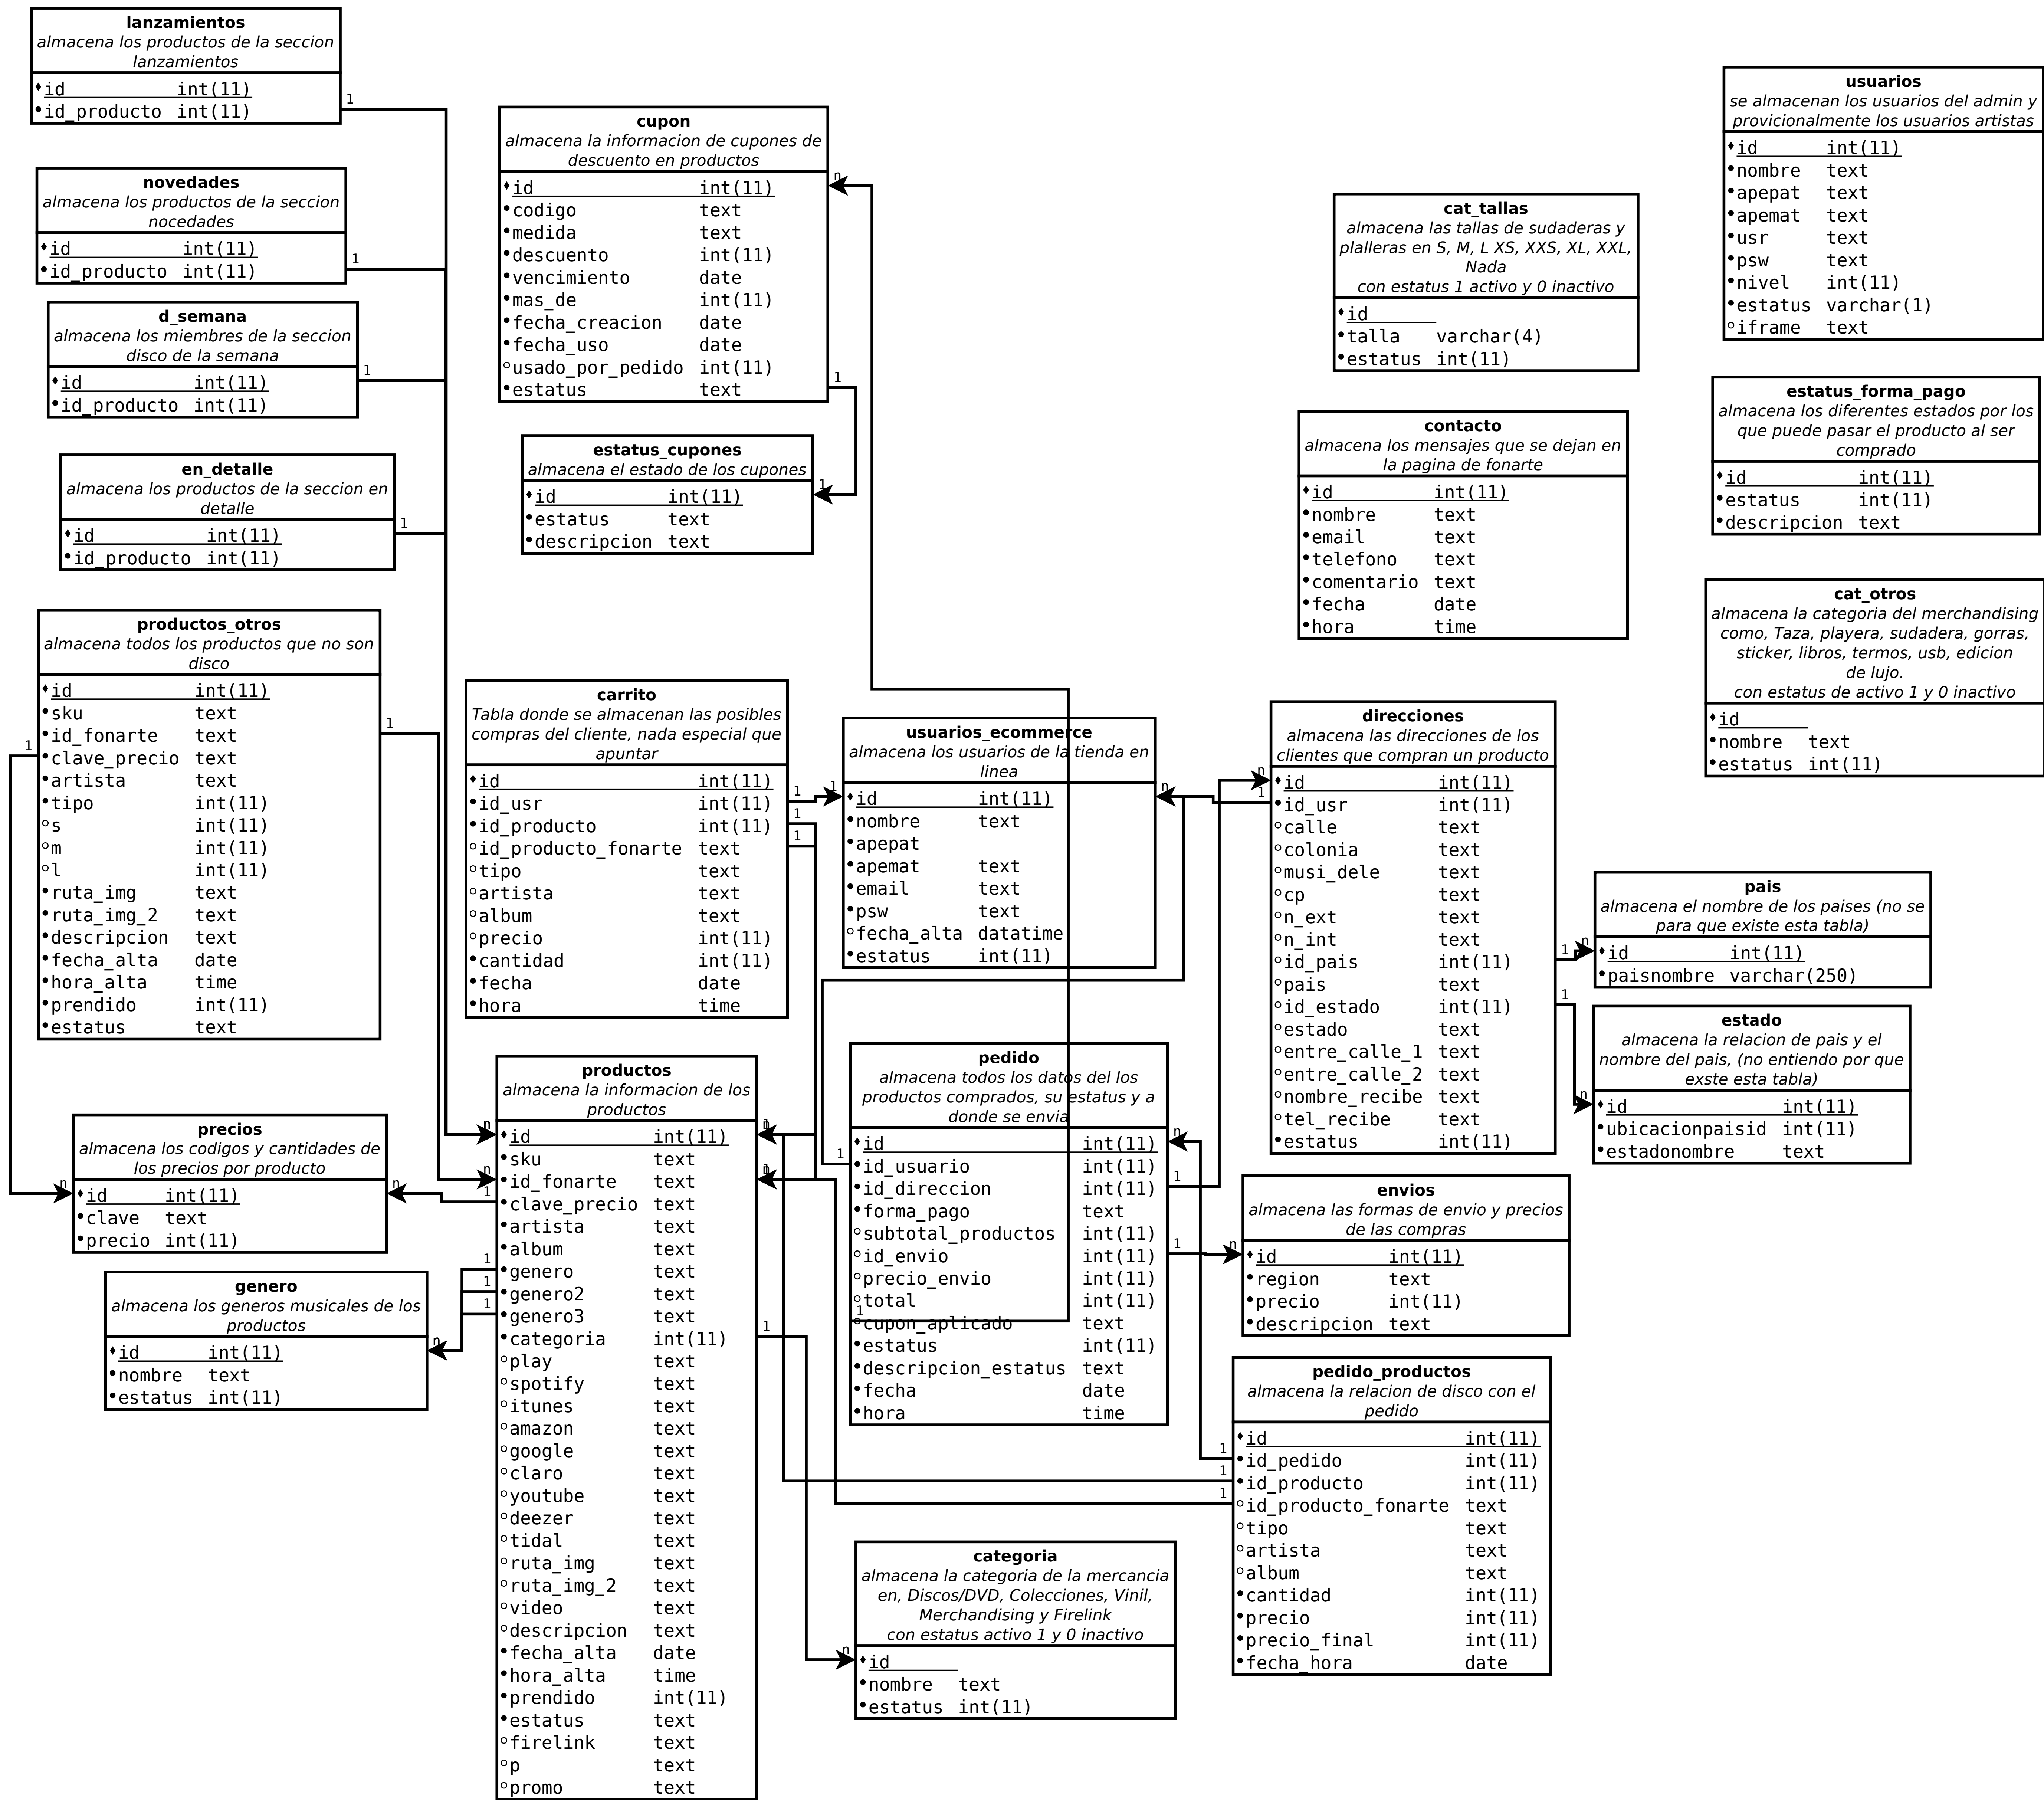 lanzamientos
almacena los productos de la seccion
lanzamientos
id int(11)
id_producto int(11)
1
novedades
almacena los productos de la seccion
nocedades
id int(11)
id_producto int(11)
1
d_semana
almacena los miembres de la seccion
disco de la semana
id int(11)
id_producto int(11)
1
en_detalle
almacena los productos de la seccion en
detalle
id int(11)
id_producto int(11)
1
productos_otros
almacena todos los productos que no son
disco
id int(11)
sku text
id_fonarte text
clave_precio text
artista text
tipo int(11)
s int(11)
m int(11)
l int(11)
ruta_img text
ruta_img_2 text
descripcion text
fecha_alta date
hora_alta time
prendido int(11)
estatus text
1
1
precios
almacena los codigos y cantidades de
los precios por producto
id int(11)
clave text
precio int(11)
n
n
genero
almacena los generos musicales de los
productos
id int(11)
nombre text
estatus int(11)
n
cupon
almacena la informacion de cupones de
descuento en productos
id int(11)
codigo text
medida text
descuento int(11)
vencimiento date
mas_de int(11)
fecha_creacion date
fecha_uso date
usado_por_pedido int(11)
estatus text
n
1
estatus_cupones
almacena el estado de los cupones
id int(11)
estatus text
descripcion text
1
carrito
Tabla donde se almacenan las posibles
compras del cliente, nada especial que
apuntar
id int(11)
id_usr int(11)
id_producto int(11)
id_producto_fonarte text
tipo text
artista text
album text
precio int(11)
cantidad int(11)
fecha date
hora time
1
1
1
productos
almacena la informacion de los
productos
id int(11)
sku text
id_fonarte text
clave_precio text
artista text
album text
genero text
genero2 text
genero3 text
categoria int(11)
play text
spotify text
itunes text
amazon text
google text
claro text
youtube text
deezer text
tidal text
ruta_img text
ruta_img_2 text
video text
descripcion text
fecha_alta date
hora_alta time
prendido int(11)
estatus text
firelink text
p text
promo text
n
n
1
1
1
1
1
usuarios_ecommerce
almacena los usuarios de la tienda en
linea
id int(11)
nombre text
apepat
apemat text
email text
psw text
fecha_alta datatime
estatus int(11)
1
n
pedido
almacena todos los datos del los
productos comprados, su estatus y a
donde se envia
id int(11)
id_usuario int(11)
id_direccion int(11)
forma_pago text
subtotal_productos int(11)
id_envio int(11)
precio_envio int(11)
total int(11)
cupon_aplicado text
estatus int(11)
descripcion_estatus text
fecha date
hora time
1
n
1
1
1
categoria
almacena la categoria de la mercancia
en, Discos/DVD, Colecciones, Vinil,
Merchandising y Firelink
con estatus activo 1 y 0 inactivo
id
nombre text
estatus int(11)
n
cat_tallas
almacena las tallas de sudaderas y
plalleras en S, M, L XS, XXS, XL, XXL,
Nada
con estatus 1 activo y 0 inactivo
id
talla varchar(4)
estatus int(11)
contacto
almacena los mensajes que se dejan en
la pagina de fonarte
id int(11)
nombre text
email text
telefono text
comentario text
fecha date
hora time
direcciones
almacena las direcciones de los
clientes que compran un producto
id int(11)
id_usr int(11)
calle text
colonia text
musi_dele text
cp text
n_ext text
n_int text
id_pais int(11)
pais text
id_estado int(11)
estado text
entre_calle_1 text
entre_calle_2 text
nombre_recibe text
tel_recibe text
estatus int(11)
n
1
1
1
envios
almacena las formas de envio y precios
de las compras
id int(11)
region text
precio int(11)
descripcion text
n
pedido_productos
almacena la relacion de disco con el
pedido
id int(11)
id_pedido int(11)
id_producto int(11)
id_producto_fonarte text
tipo text
artista text
album text
cantidad int(11)
precio int(11)
precio_final int(11)
fecha_hora date
1
1
1
usuarios
se almacenan los usuarios del admin y
provicionalmente los usuarios artistas
id int(11)
nombre text
apepat text
apemat text
usr text
psw text
nivel int(11)
estatus varchar(1)
iframe text
estatus_forma_pago
almacena los diferentes estados por los
que puede pasar el producto al ser
comprado
id int(11)
estatus int(11)
descripcion text
cat_otros
almacena la categoria del merchandising
como, Taza, playera, sudadera, gorras,
sticker, libros, termos, usb, edicion
de lujo.
con estatus de activo 1 y 0 inactivo
id
nombre text
estatus int(11)
pais
almacena el nombre de los paises (no se
para que existe esta tabla)
id int(11)
paisnombre varchar(250)
n
estado
almacena la relacion de pais y el
nombre del pais, (no entiendo por que
exste esta tabla)
id int(11)
ubicacionpaisid int(11)
estadonombre text
n